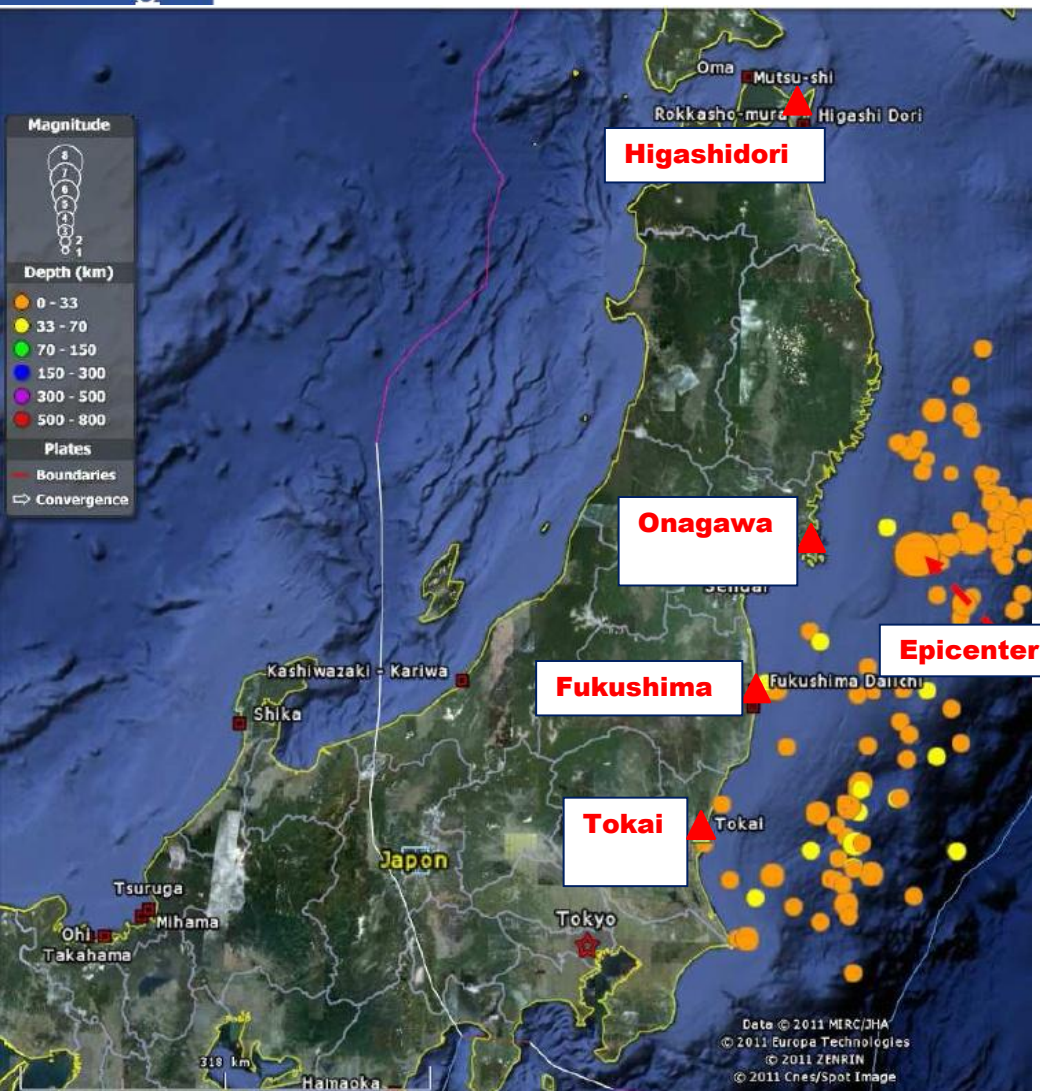 Magnitude
8
7
6
5
4
3
2
1
Depth (km)
0 - 33
33 - 70
70 - 150
150 - 300
300 - 500
500 - 800
Plates
Boundaries
Convergence
Oma
Mutsu-shi
Rokkasho-mura
Higashi Dori
Higashidori
Onagawa
Sendai
Epicenter
Kashiwazaki - Kariwa
Fukushima
Fukushima Daiichi
Shika
Tokai
Tokai
Japon
Tsuruga
Mihama
Ohi
Takahama
Tokyo
318 km
Hamaoka
Data © 2011 MIRC/JHA
© 2011 Europa Technologies
© 2011 ZENRIN
© 2011 Cnes/Spot Image